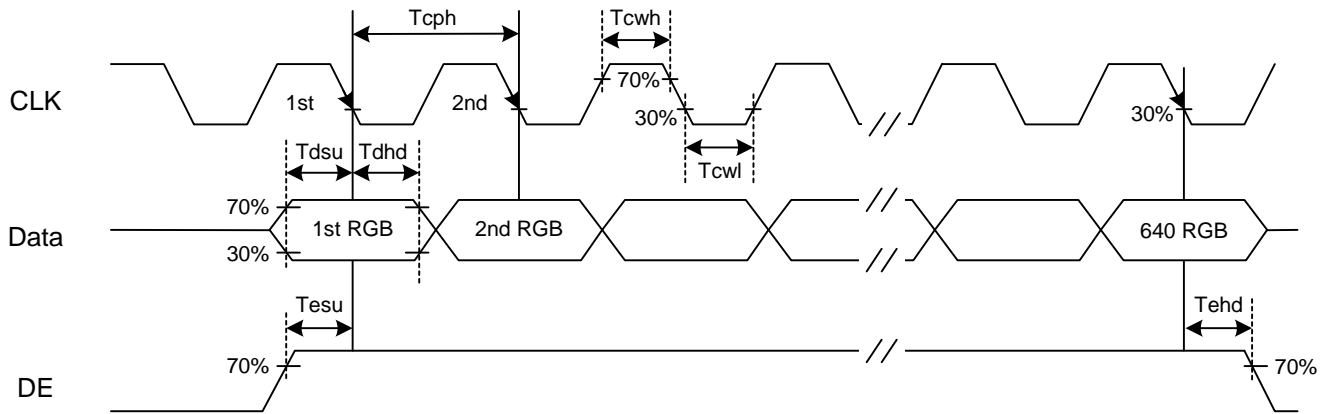 Tcph
Tcwh
CLK
1st
2nd
70%
30%
30%
Tcwl
Tdsu
Tdhd
Data
70%
30%
1st RGB
2nd RGB
640 RGB
Tesu
Tehd
DE
70%
70%